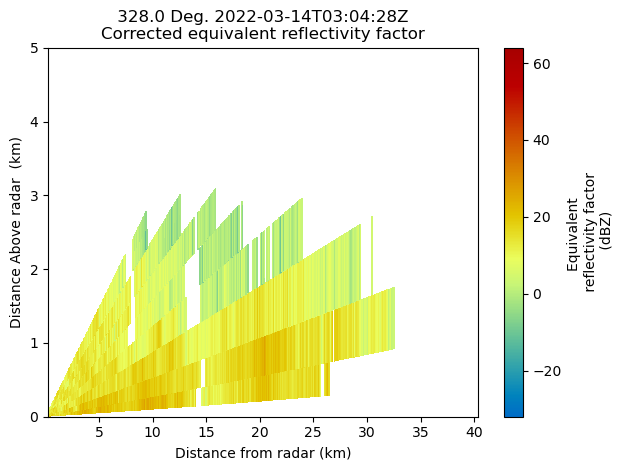 328.0 Deg. 2022-03-14T03:04:28Z
Corrected equivalent reflectivity factor
Distance Above radar  (km)
5
4
3
2
1
0
5 10 15 20 25 30 35 40
Distance from radar (km)
60
40
20
0
−20
Equivalent
reflectivity factor
(dBZ)